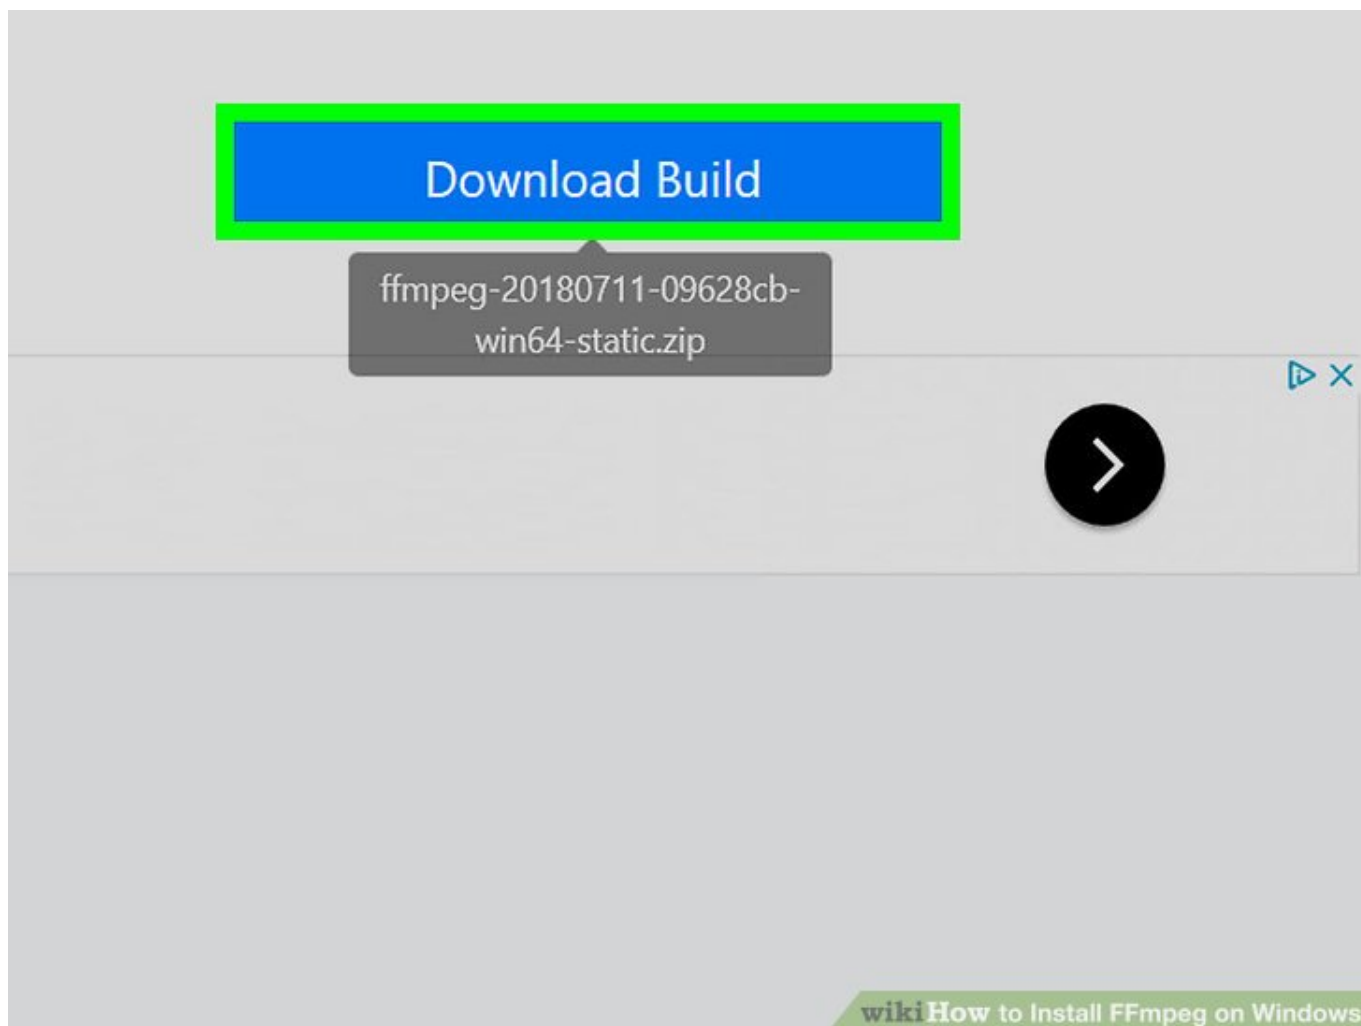 Download Build
ffmpeg-20180711-09628cb-
win64-static.zip
wikiHow to Install FFmpeg on Windows